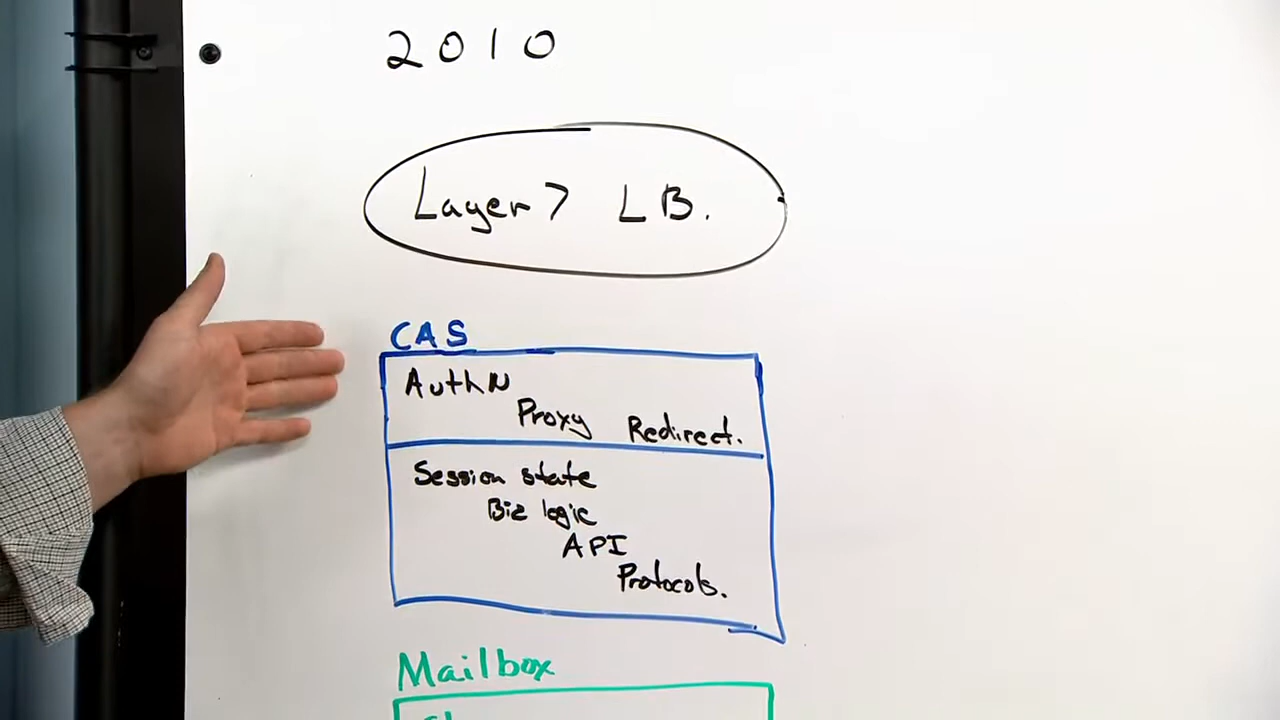 2010
Layer 7 LB.
CAS
AuthN
Proxy Redirect.
Session state
Biz logic
API
Protocols.
Mailbox